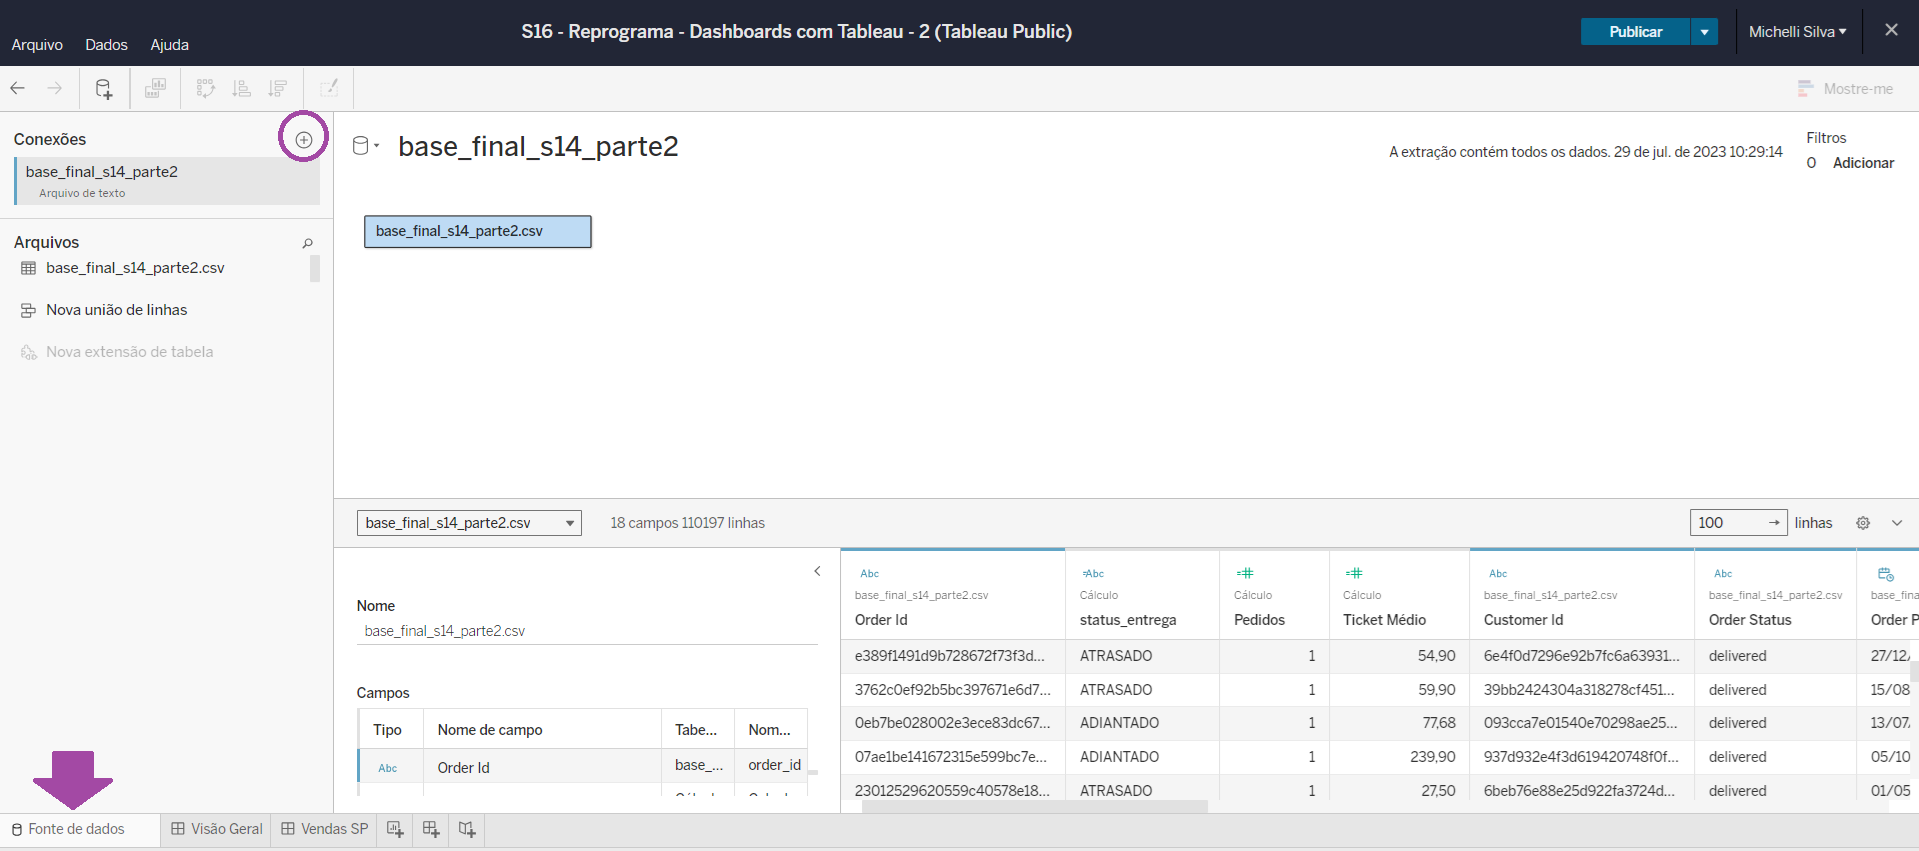 S16 - Reprograma - Dashboards com Tableau - 2 (Tableau Public)
Publicar
Michelli Silva
Arquivo Dados Ajuda
Mostre-me
Conexões
base_final_s14_parte2
Arquivo de texto
Arquivos
base_final_s14_parte2.csv
Nova união de linhas
Nova extensão de tabela
base_final_s14_parte2
A extração contém todos os dados. 29 de jul. de 2023 10:29:14
Filtros
0 Adicionar
base_final_s14_parte2.csv
base_final_s14_parte2.csv 18 campos 110197 linhas 100 → linhas
Nome
base_final_s14_parte2.csv
Campos
Tipo Nome de campo Tabe... Nom...
Abc Order Id base_... order_id
Abc =Abc =# =# Abc Abc
base_final_s14_parte2.csv Cálculo Cálculo Cálculo base_final_s14_parte2.csv base_final_s14_parte2.csv base_fina
Order Id status_entrega Pedidos Ticket Médio Customer Id Order Status Order P
e389f1491d9b728672f73f3d... ATRASADO 1 54,90 6e4f0d7296e92b7fc6a63931... delivered 27/12/
3762c0ef92b5bc397671e6d7... ATRASADO 1 59,90 39bb2424304a318278cf451... delivered 15/08
0eb7be028002e3ece83dc67... ADIANTADO 1 77,68 093cca7e01540e70298ae25... delivered 13/07/
07ae1be141672315e599bc7e... ADIANTADO 1 239,90 937d932e4f3d619420748f0f... delivered 05/10
23012529620559c40578e18... ATRASADO 1 27,50 6beb76e88e25d922fa3724d... delivered 01/05
Fonte de dados Visão Geral Vendas SP